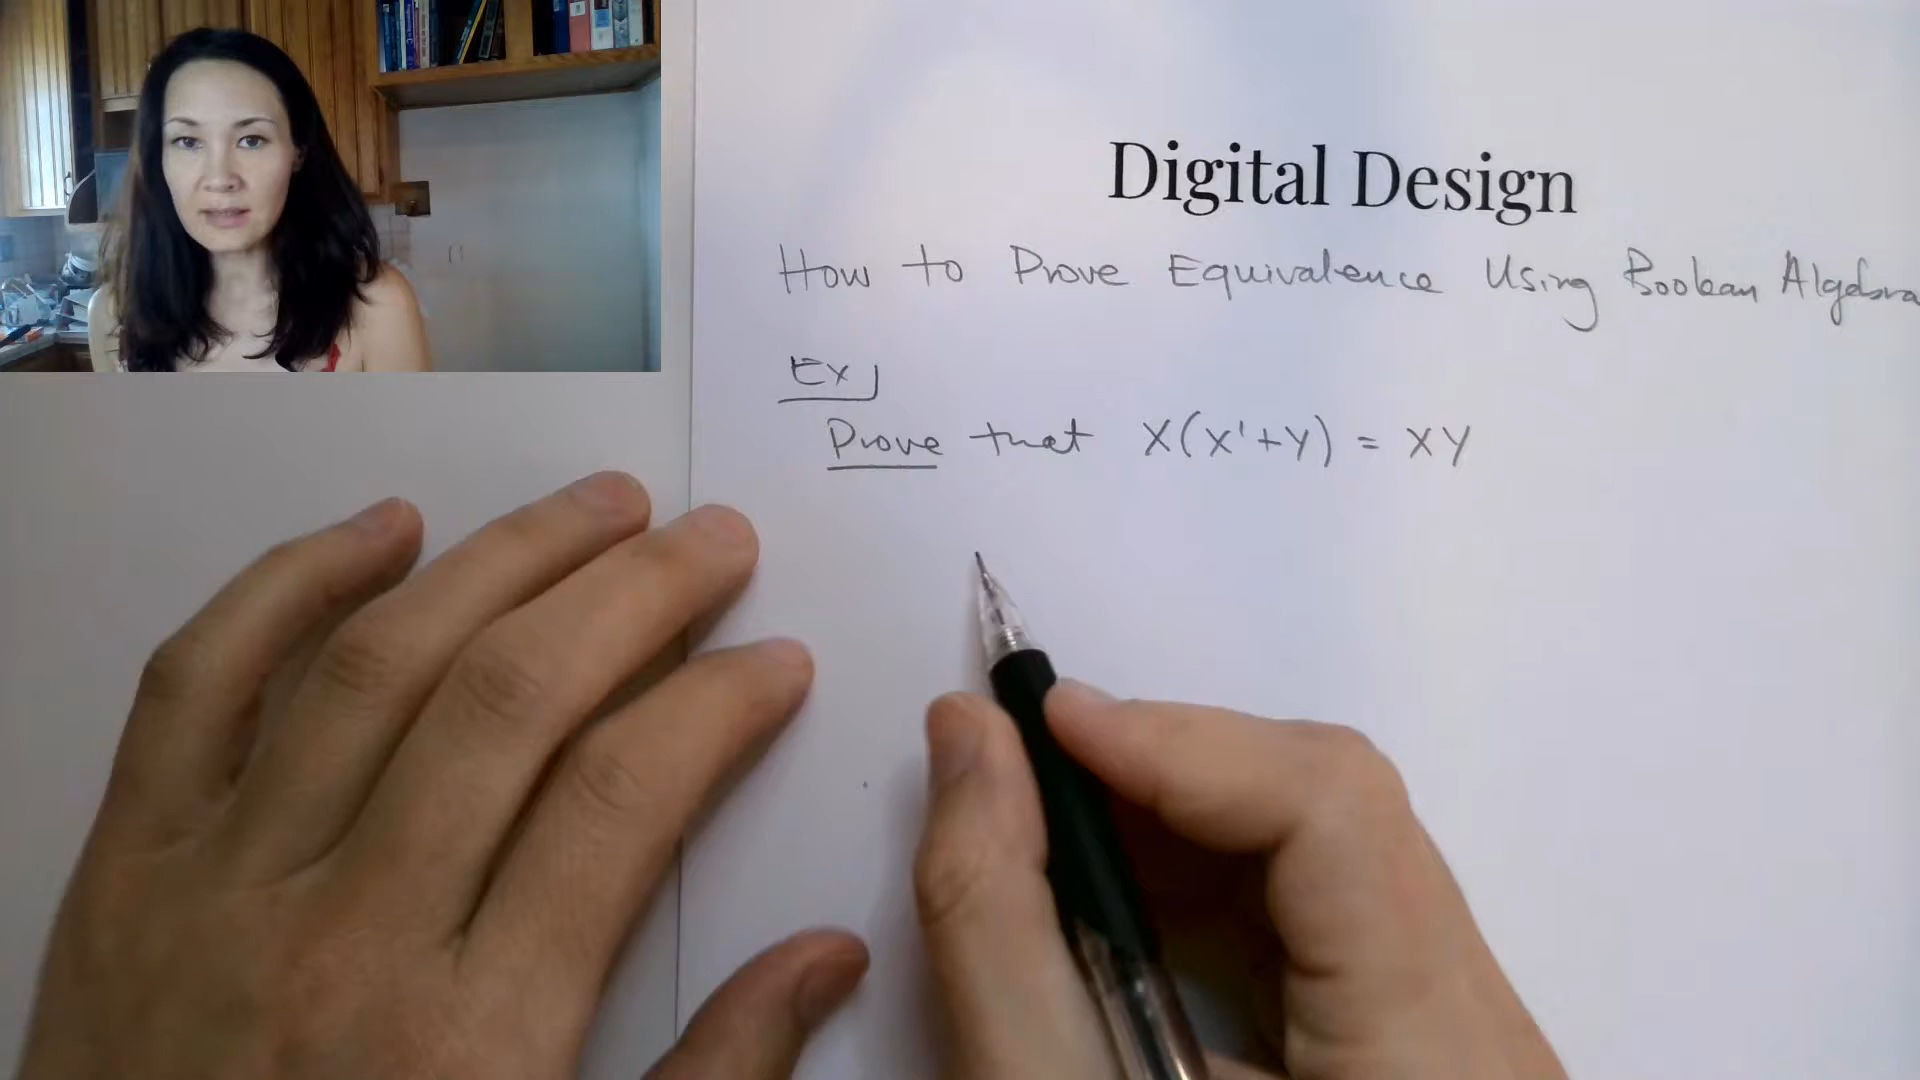 Digital Design
How to Prove Equivalence Using Boolean Algebra
Ex
Prove that X(X'+Y) = XY